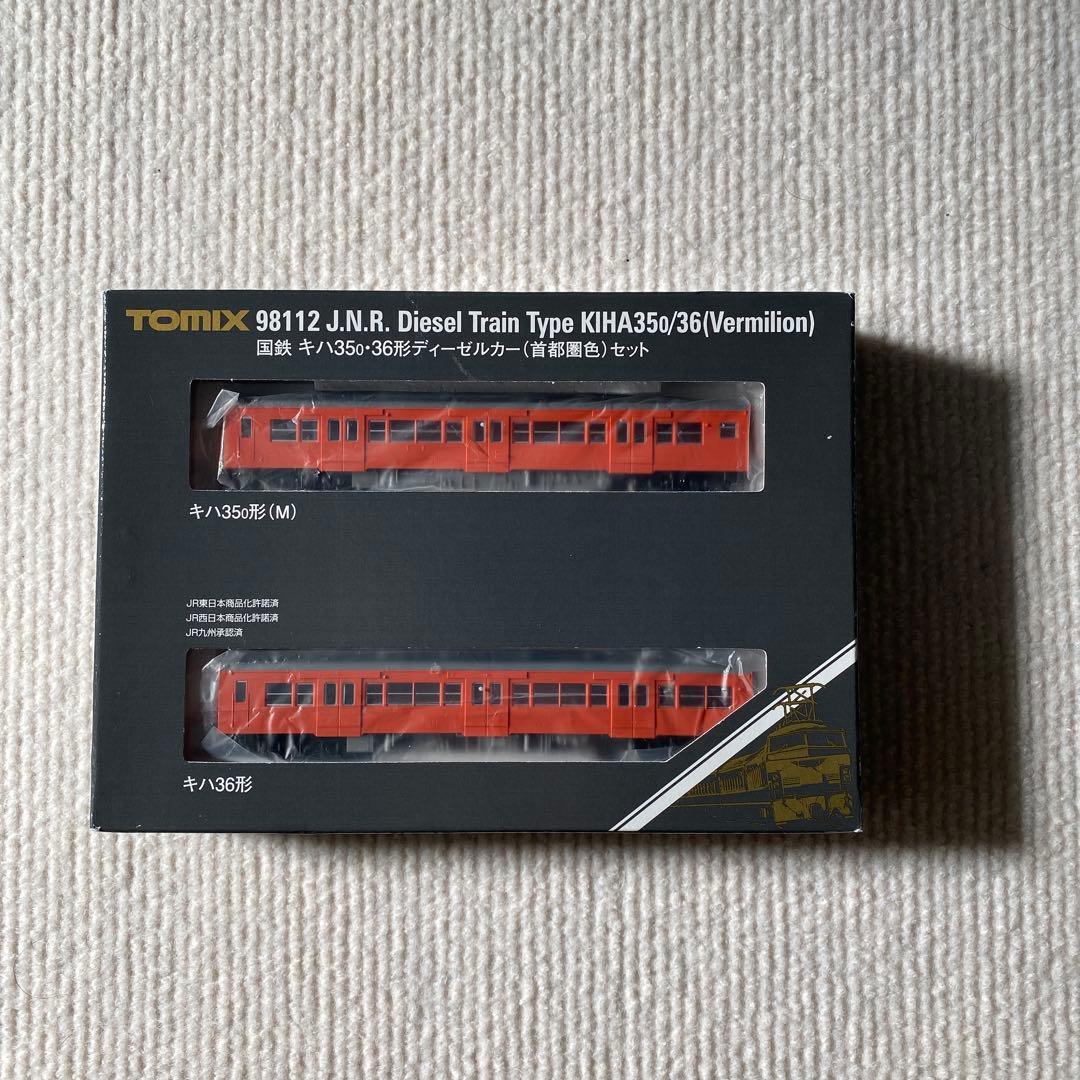 TOMIX 98112 J.N.R. Diesel Train Type KIHA350/36(Vermilion)
国鉄 キハ350・36形ディーゼルカー(首都圏色)セット
キハ350形(M)
JR東日本商品化許諾済
JR西日本商品化許諾済
JR九州承認済
キハ36形